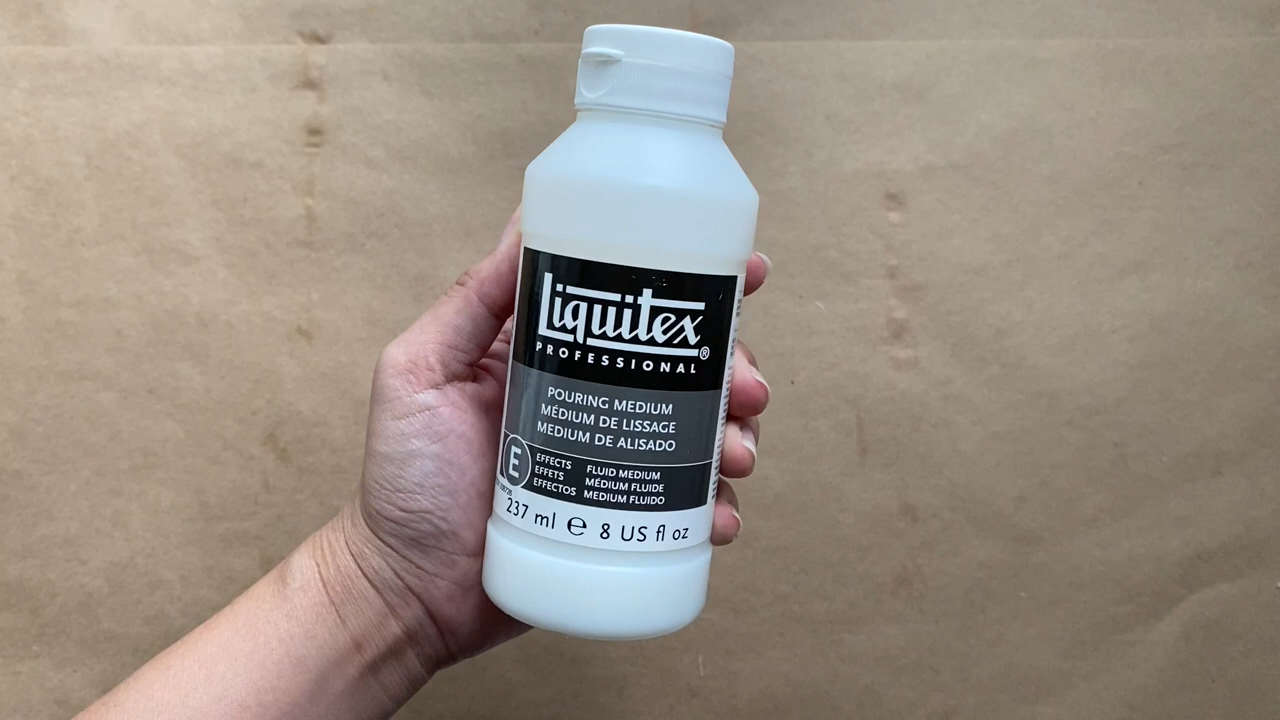 Liquitex®
PROFESSIONAL
POURING MEDIUM
MÉDIUM DE LISSAGE
MEDIUM DE ALISADO
E
EFFECTS FLUID MEDIUM
EFFETS MÉDIUM FLUIDE
EFFECTOS MEDIUM FLUIDO
237 ml ℮ 8 US fl oz